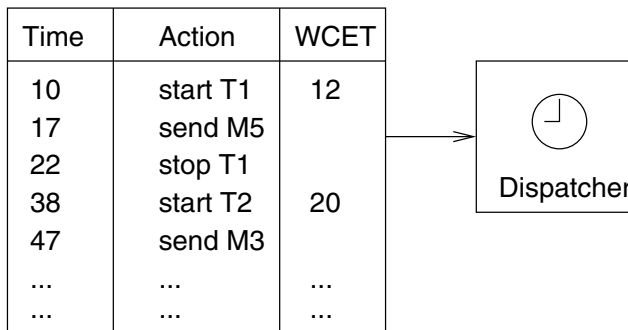 Time Action WCET
10 start T1 12
17 send M5
22 stop T1
38 start T2 20
47 send M3
... ... ...
... ... ...
Dispatcher